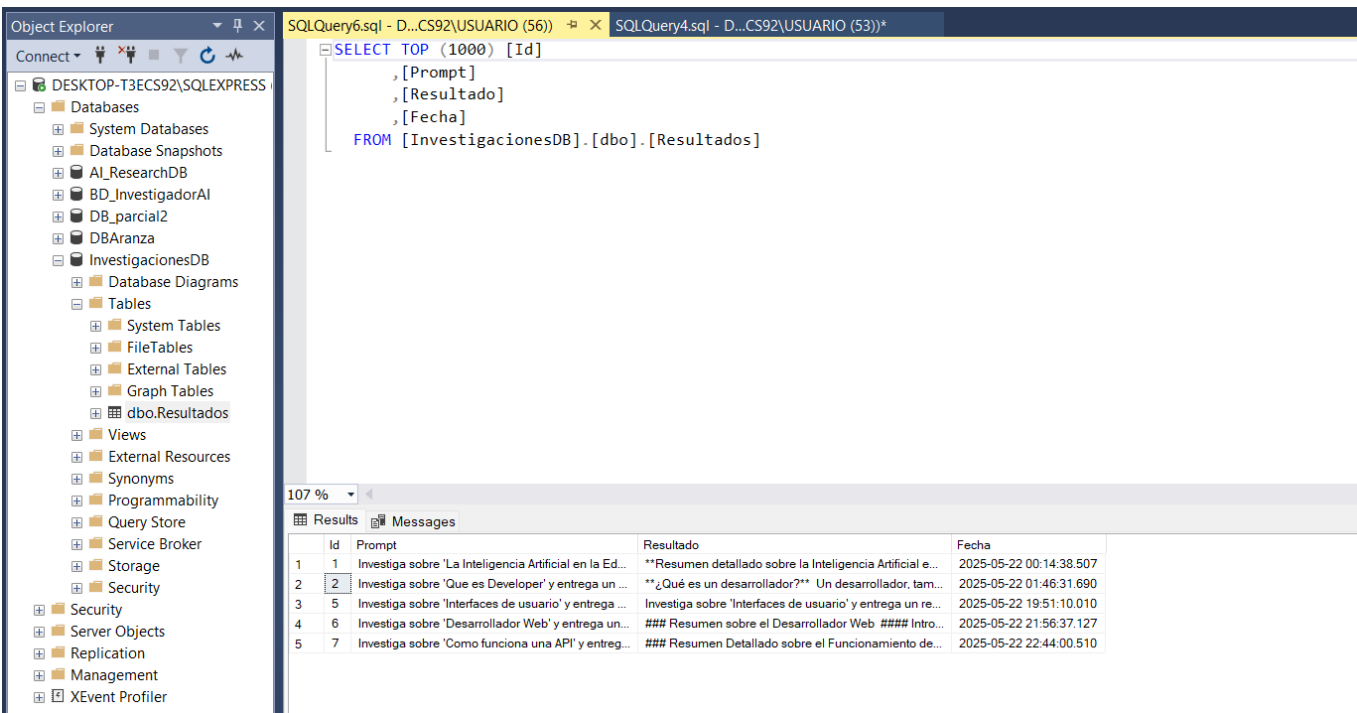 Object Explorer
Connect
DESKTOP-T3ECS92\SQLEXPRESS
Databases
System Databases
Database Snapshots
AI_ResearchDB
BD_InvestigadorAI
DB_parcial2
DBAranza
InvestigacionesDB
Database Diagrams
Tables
System Tables
FileTables
External Tables
Graph Tables
dbo.Resultados
Views
External Resources
Synonyms
Programmability
Query Store
Service Broker
Storage
Security
Security
Server Objects
Replication
Management
XEvent Profiler
SQLQuery6.sql - D...CS92\USUARIO (56)) SQLQuery4.sql - D...CS92\USUARIO (53))*
SELECT TOP (1000) [Id]
,[Prompt]
,[Resultado]
,[Fecha]
FROM [InvestigacionesDB].[dbo].[Resultados]
107 %
Results Messages
Id Prompt Resultado Fecha
1 1 Investiga sobre 'La Inteligencia Artificial en la Ed... **Resumen detallado sobre la Inteligencia Artificial e... 2025-05-22 00:14:38.507
2 2 Investiga sobre 'Que es Developer' y entrega un ... **¿Qué es un desarrollador?** Un desarrollador, tam... 2025-05-22 01:46:31.690
3 5 Investiga sobre 'Interfaces de usuario' y entrega ... Investiga sobre 'Interfaces de usuario' y entrega un re... 2025-05-22 19:51:10.010
4 6 Investiga sobre 'Desarrollador Web' y entrega un... ### Resumen sobre el Desarrollador Web #### Intro... 2025-05-22 21:56:37.127
5 7 Investiga sobre 'Como funciona una API' y entreg... ### Resumen Detallado sobre el Funcionamiento de... 2025-05-22 22:44:00.510